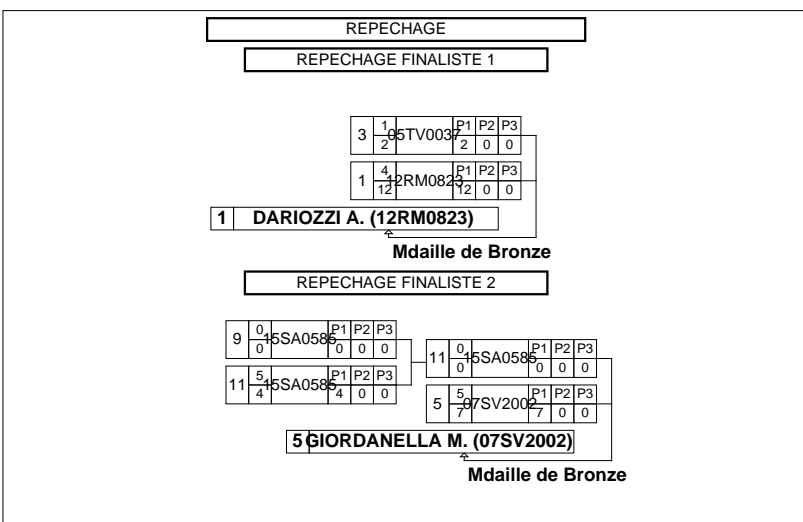 REPECHAGE
REPECHAGE FINALISTE 1
3 1 2 05TV0037 P1 P2 P3 2 0 0
1 4 12 12RM0823 P1 P2 P3 12 0 0
1 DARIOZZI A. (12RM0823)
Mdaille de Bronze
REPECHAGE FINALISTE 2
9 0 0 15SA0585 P1 P2 P3 0 0 0
11 0 0 15SA0585 P1 P2 P3 0 0 0
11 5 4 15SA0585 P1 P2 P3 4 0 0
5 5 7 07SV2002 P1 P2 P3 7 0 0
5 GIORDANELLA M. (07SV2002)
Mdaille de Bronze